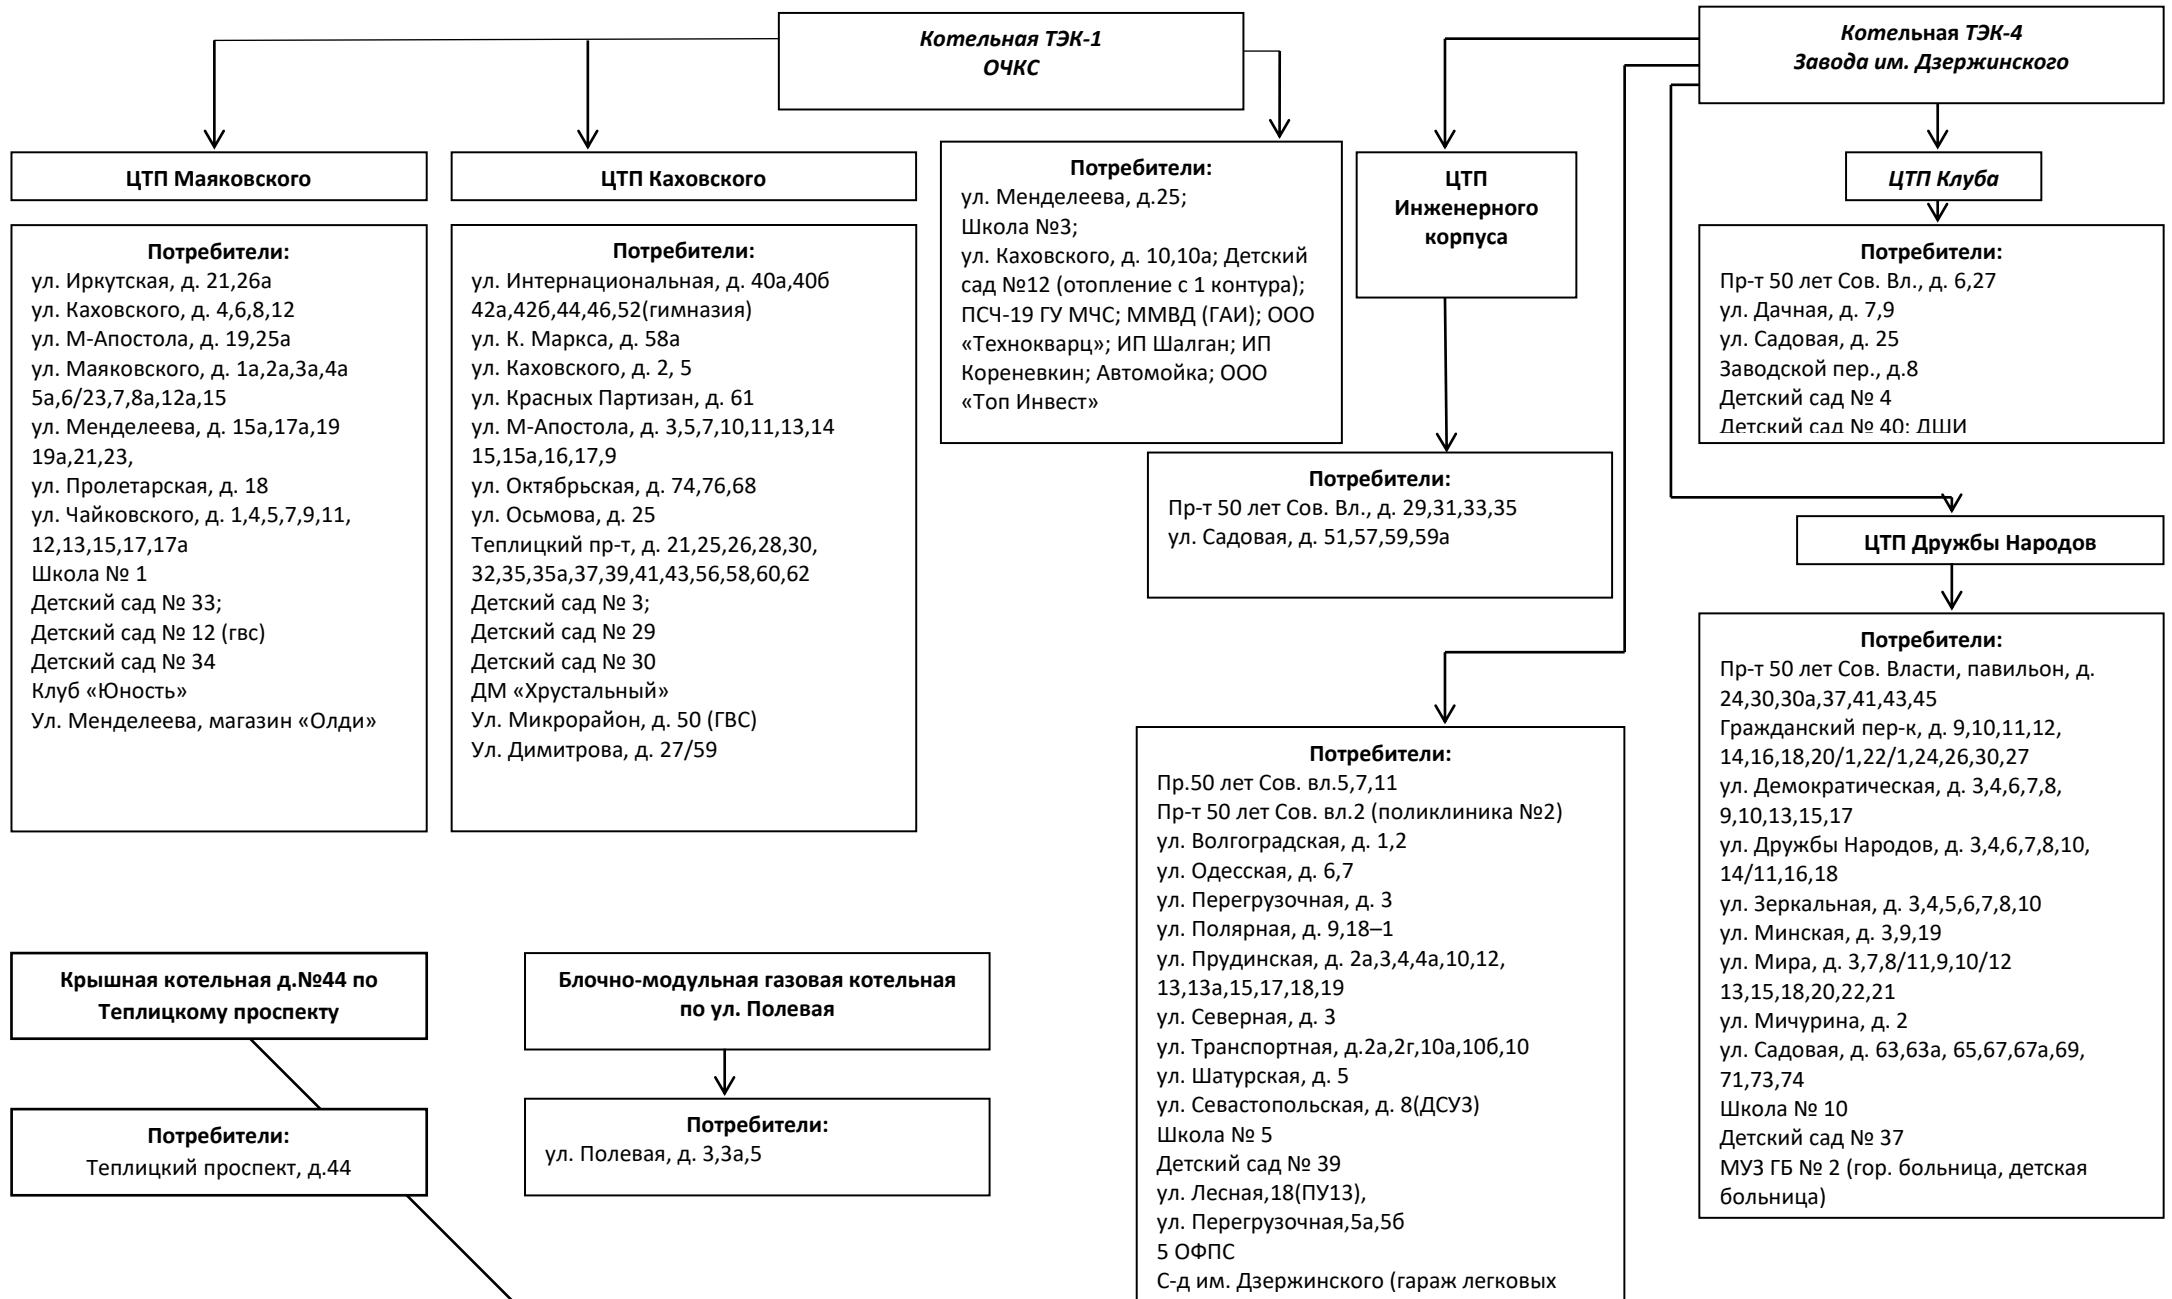 Котельная ТЭК-1
ОЧКС
Котельная ТЭК-4
Завода им. Дзержинского
ЦТП Маяковского
Потребители:
ул. Иркутская, д. 21,26а
ул. Каховского, д. 4,6,8,12
ул. М-Апостола, д. 19,25а
ул. Маяковского, д. 1а,2а,3а,4а
5а,6/23,7,8а,12а,15
ул. Менделеева, д. 15а,17а,19
19а,21,23,
ул. Пролетарская, д. 18
ул. Чайковского, д. 1,4,5,7,9,11,
12,13,15,17,17а
Школа № 1
Детский сад № 33;
Детский сад № 12 (гвс)
Детский сад № 34
Клуб «Юность»
Ул. Менделеева, магазин «Олди»
ЦТП Каховского
Потребители:
ул. Интернациональная, д. 40а,40б
42а,42б,44,46,52(гимназия)
ул. К. Маркса, д. 58а
ул. Каховского, д. 2, 5
ул. Красных Партизан, д. 61
ул. М-Апостола, д. 3,5,7,10,11,13,14
15,15а,16,17,9
ул. Октябрьская, д. 74,76,68
ул. Осьмова, д. 25
Теплицкий пр-т, д. 21,25,26,28,30,
32,35,35а,37,39,41,43,56,58,60,62
Детский сад № 3;
Детский сад № 29
Детский сад № 30
ДМ «Хрустальный»
Ул. Микрорайон, д. 50 (ГВС)
Ул. Димитрова, д. 27/59
Потребители:
ул. Менделеева, д.25;
Школа №3;
ул. Каховского, д. 10,10а; Детский
сад №12 (отопление с 1 контура);
ПСЧ-19 ГУ МЧС; ММВД (ГАИ); ООО
«Технокварц»; ИП Шалган; ИП
Кореневкин; Автомойка; ООО
«Топ Инвест»
ЦТП
Инженерного
корпуса
Потребители:
Пр-т 50 лет Сов. Вл., д. 29,31,33,35
ул. Садовая, д. 51,57,59,59а
ЦТП Клуба
Потребители:
Пр-т 50 лет Сов. Вл., д. 6,27
ул. Дачная, д. 7,9
ул. Садовая, д. 25
Заводской пер., д.8
Детский сад № 4
Детский сад № 40; ДШИ
ЦТП Дружбы Народов
Потребители:
Пр-т 50 лет Сов. Власти, павильон, д.
24,30,30а,37,41,43,45
Гражданский пер-к, д. 9,10,11,12,
14,16,18,20/1,22/1,24,26,30,27
ул. Демократическая, д. 3,4,6,7,8,
9,10,13,15,17
ул. Дружбы Народов, д. 3,4,6,7,8,10,
14/11,16,18
ул. Зеркальная, д. 3,4,5,6,7,8,10
ул. Минская, д. 3,9,19
ул. Мира, д. 3,7,8/11,9,10/12
13,15,18,20,22,21
ул. Мичурина, д. 2
ул. Садовая, д. 63,63а, 65,67,67а,69,
71,73,74
Школа № 10
Детский сад № 37
МУЗ ГБ № 2 (гор. больница, детская
больница)
Потребители:
Пр.50 лет Сов. вл.5,7,11
Пр-т 50 лет Сов. вл.2 (поликлиника №2)
ул. Волгоградская, д. 1,2
ул. Одесская, д. 6,7
ул. Перегрузочная, д. 3
ул. Полярная, д. 9,18–1
ул. Прудинская, д. 2а,3,4,4а,10,12,
13,13а,15,17,18,19
ул. Северная, д. 3
ул. Транспортная, д.2а,2г,10а,10б,10
ул. Шатурская, д. 5
ул. Севастопольская, д. 8(ДСУ3)
Школа № 5
Детский сад № 39
ул. Лесная,18(ПУ13),
ул. Перегрузочная,5а,5б
5 ОФПС
С-д им. Дзержинского (гараж легковых
Крышная котельная д.№44 по
Теплицкому проспекту
Потребители:
Теплицкий проспект, д.44
Блочно-модульная газовая котельная
по ул. Полевая
Потребители:
ул. Полевая, д. 3,3а,5